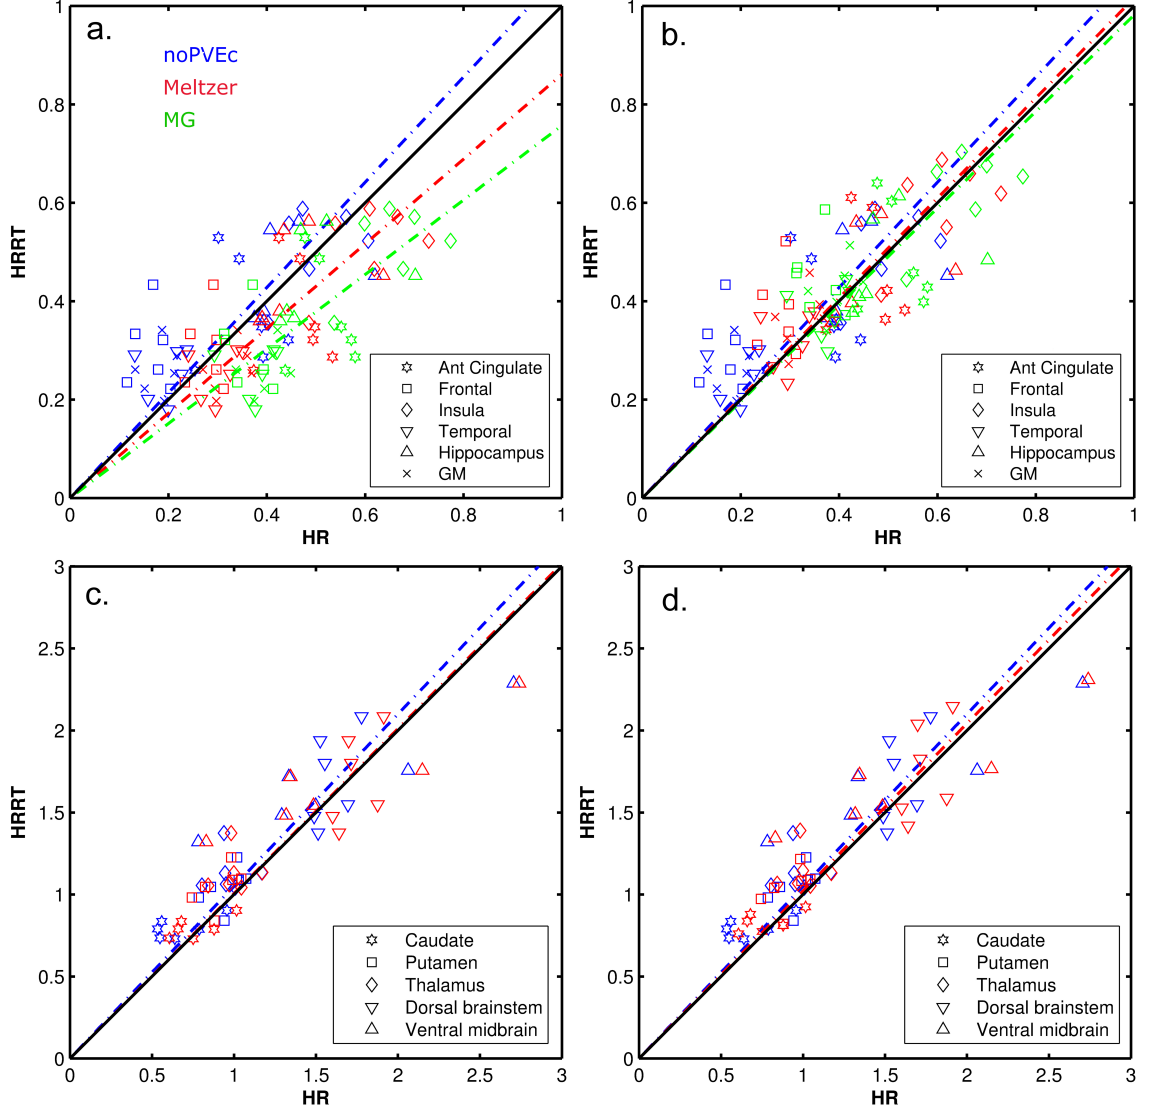 a.
noPVEc
Meltzer
MG
1
0.8
0.6
0.4
0.2
0
HRRT
Ant Cingulate
Frontal
Insula
Temporal
Hippocampus
GM
0 0.2 0.4 0.6 0.8 1
HR
b.
1
0.8
0.6
0.4
0.2
0
HRRT
Ant Cingulate
Frontal
Insula
Temporal
Hippocampus
GM
0 0.2 0.4 0.6 0.8 1
HR
c.
3
2.5
2
1.5
1
0.5
0
HRRT
Caudate
Putamen
Thalamus
Dorsal brainstem
Ventral midbrain
0 0.5 1 1.5 2 2.5 3
HR
d.
3
2.5
2
1.5
1
0.5
0
HRRT
Caudate
Putamen
Thalamus
Dorsal brainstem
Ventral midbrain
0 0.5 1 1.5 2 2.5 3
HR